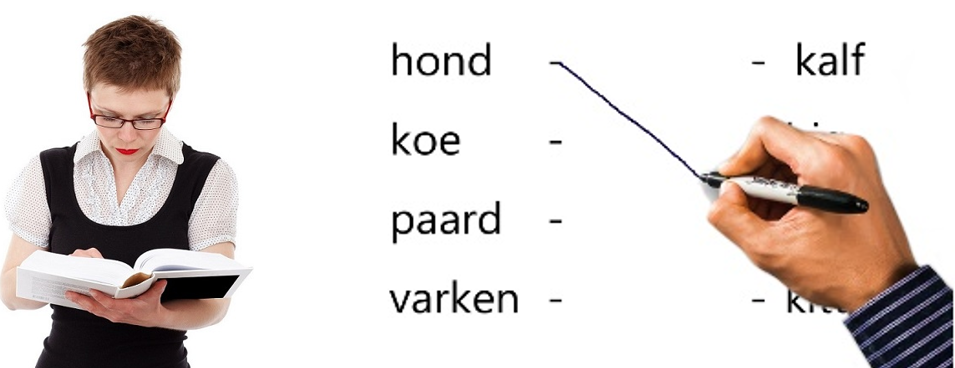 hond - - kalf
koe -
paard -
varken - -